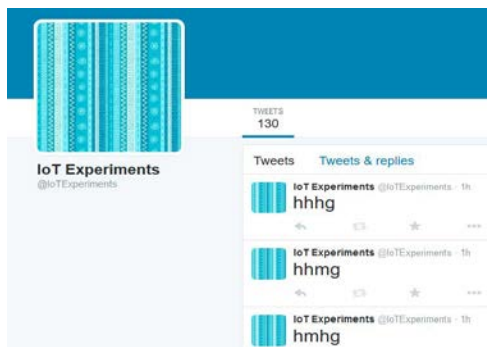 TWEETS
130
IoT Experiments
@IoTExperiments
Tweets Tweets & replies
IoT Experiments @IoTExperiments · 1h
hhhg
IoT Experiments @IoTExperiments · 1h
hhmg
IoT Experiments @IoTExperiments · 1h
hmhg